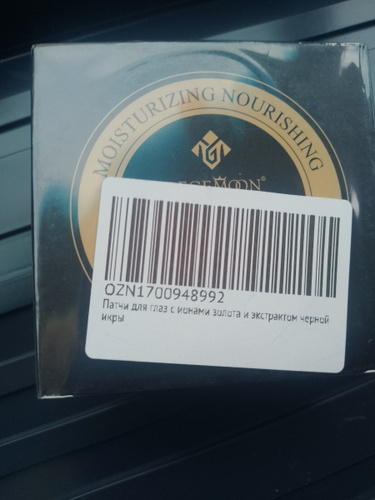 MOISTURIZING NOURISHING
OZN1700948992
Патчи для глаз с ионами золота и экстрактом черной
икры